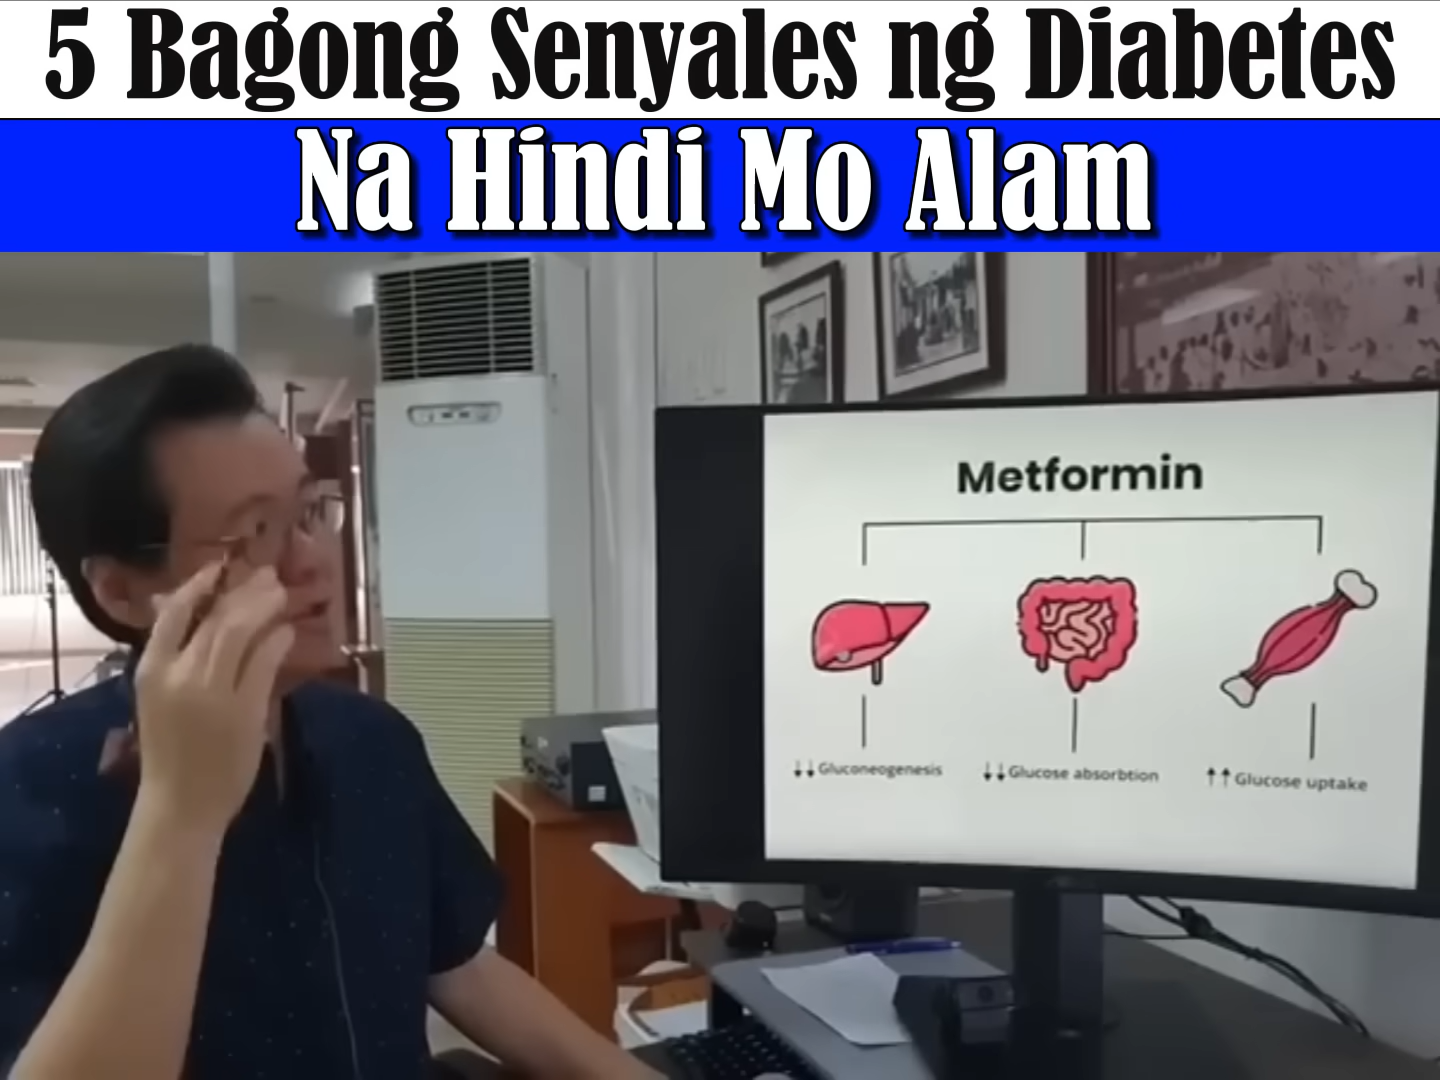 5 Bagong Senyales ng Diabetes
Na Hindi Mo Alam
Metformin
↓↓ Gluconeogenesis
↓↓ Glucose absorbtion
↑↑ Glucose uptake